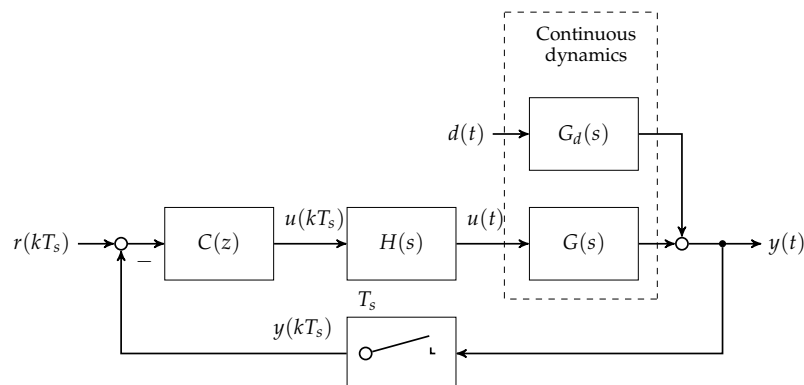 Continuous
dynamics
d(t)
G_d(s)
r(kT_s)
C(z)
u(kT_s)
H(s)
u(t)
G(s)
y(t)
−
T_s
y(kT_s)